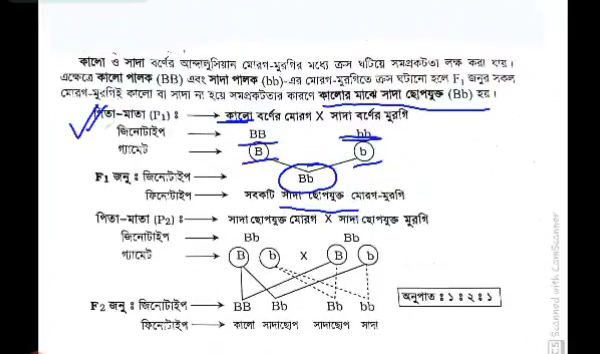 কালো ও সাদা বর্ণের আন্দালুসিয়ান মোরগ-মুরগির মধ্যে ক্রস ঘটিয়ে সমপ্রকটতা লক্ষ করা যায়।
এক্ষেত্রে কালো পালক (BB) এবং সাদা পালক (bb)-এর মোরগ-মুরগিতে ক্রস ঘটানো হলে F₁ জনুর সকল
মোরগ-মুরগিই কালো বা সাদা না হয়ে সমপ্রকটতার কারণে কালোর মাঝে সাদা ছোপযুক্ত (Bb) হয়।
পিতা-মাতা (P₁) ঃ কালো বর্ণের মোরগ X সাদা বর্ণের মুরগি
জিনোটাইপ BB bb
গ্যামেট B b
F₁ জনু ঃ জিনোটাইপ Bb
ফিনোটাইপ সবকটি সাদা ছোপযুক্ত মোরগ-মুরগি
পিতা-মাতা (P₂) ঃ সাদা ছোপযুক্ত মোরগ X সাদা ছোপযুক্ত মুরগি
জিনোটাইপ Bb Bb
গ্যামেট B b X B b
F₂ জনু ঃ জিনোটাইপ BB Bb Bb bb
অনুপাত ঃ ১ ঃ ২ ঃ ১
ফিনোটাইপ কালো সাদাছোপ সাদাছোপ সাদা
CS Scanned with CamScanner